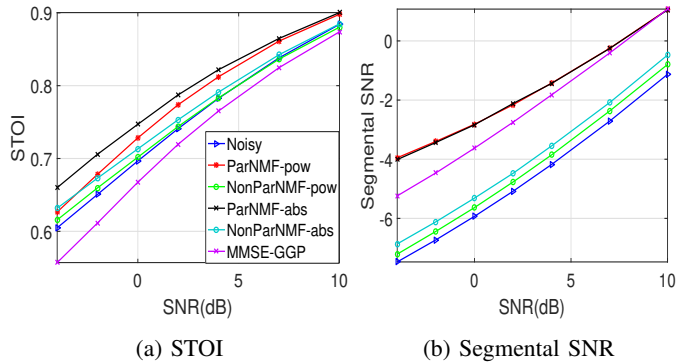 0.9
0.8
0.7
0.6
STOI
0
5
10
SNR(dB)
Noisy
ParNMF-pow
NonParNMF-pow
ParNMF-abs
NonParNMF-abs
MMSE-GGP
(a) STOI
0
-2
-4
-6
Segmental SNR
0
5
10
SNR(dB)
(b) Segmental SNR